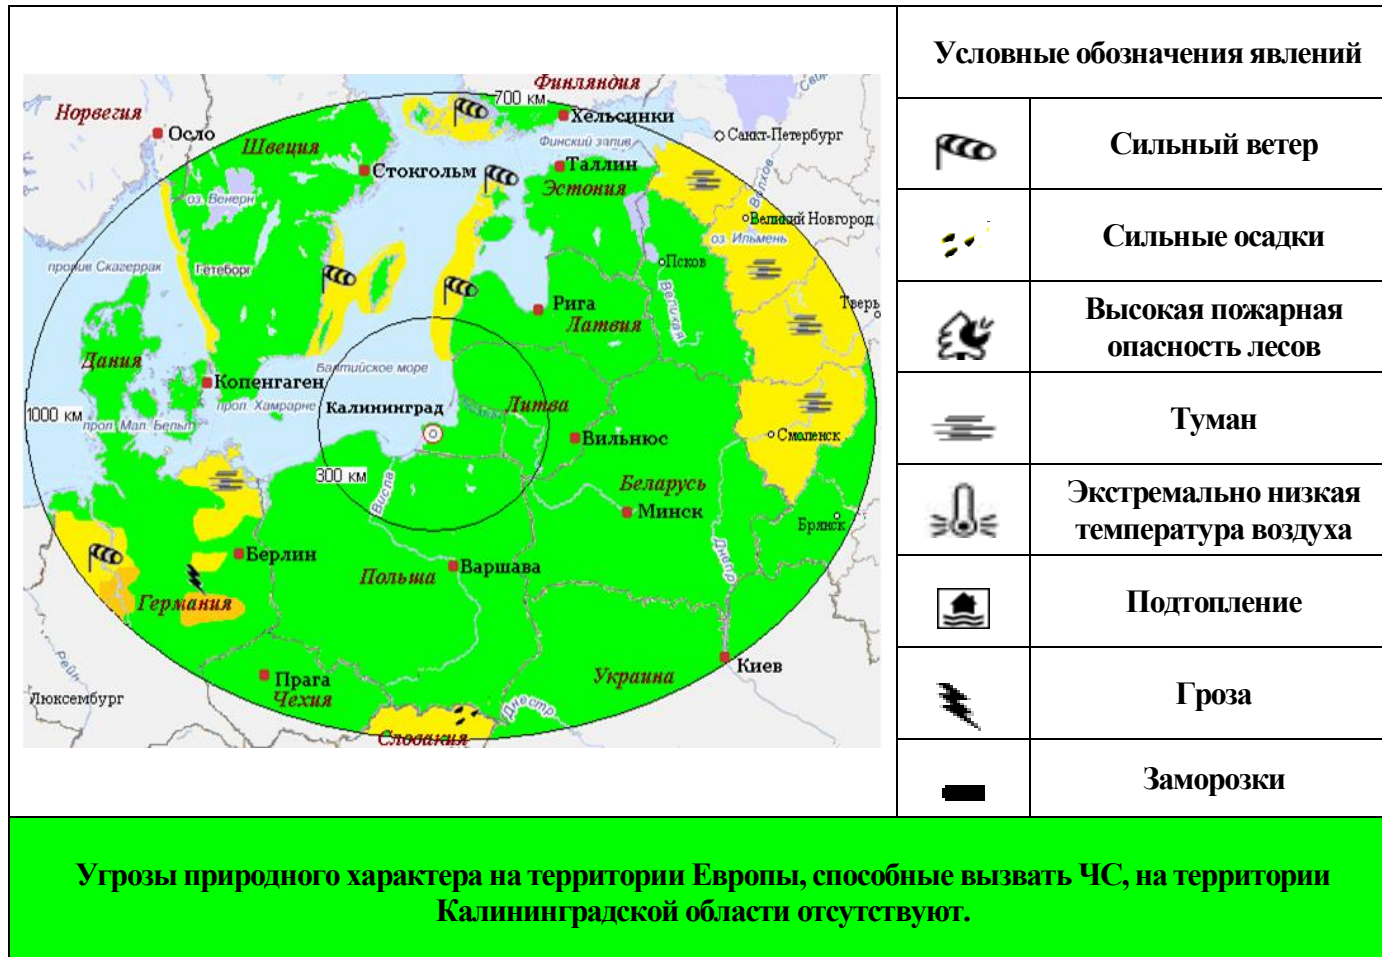 Условные обозначения явлений
Сильный ветер
Сильные осадки
Высокая пожарная
опасность лесов
Туман
Экстремально низкая
температура воздуха
Подтопление
Гроза
Заморозки
Финляндия
700 км
Норвегия
Хельсинки
Осло
Санкт-Петербург
Швеция
Финский залив
Волхов
Стокгольм
Таллин
Эстония
оз. Венерн
Великий Новгород
оз. Ильмень
пролив Скагеррак
Гётеборг
Псков
Великая
Тверь
Рига
Латвия
Дания
Балтийское море
Копенгаген
1000 км
прол. Мал. Бельт
прол. Хамрарне
Калининград
Литва
Вильнюс
Смоленск
300 км
Висла
Беларусь
Минск
Брянск
Днепр
Берлин
Польша
Варшава
Германия
Рейн
Прага
Чехия
Украина
Киев
Люксембург
Днестр
Словакия
Угрозы природного характера на территории Европы, способные вызвать ЧС, на территории
Калининградской области отсутствуют.